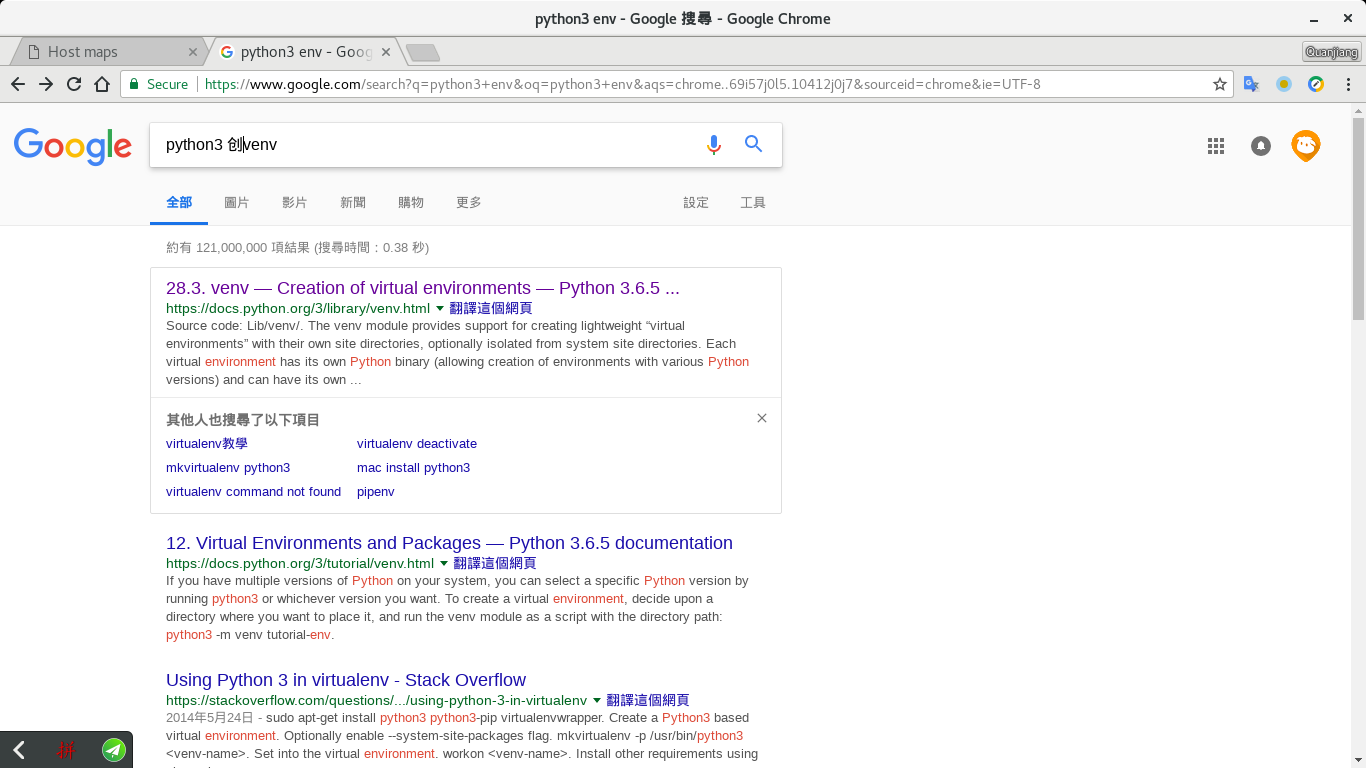 python3 env - Google 搜尋 - Google Chrome
Host maps
python3 env - Goog
Quanjiang
Secure
https://www.google.com/search?q=python3+env&oq=python3+env&aqs=chrome..69i57j0l5.10412j0j7&sourceid=chrome&ie=UTF-8
Google
python3 创venv
全部 圖片 影片 新聞 購物 更多 設定 工具
約有 121,000,000 項結果 (搜尋時間：0.38 秒)
28.3. venv — Creation of virtual environments — Python 3.6.5 ...
https://docs.python.org/3/library/venv.html 翻譯這個網頁
Source code: Lib/venv/. The venv module provides support for creating lightweight “virtual
environments” with their own site directories, optionally isolated from system site directories. Each
virtual environment has its own Python binary (allowing creation of environments with various Python
versions) and can have its own ...
其他人也搜尋了以下項目
virtualenv教學 virtualenv deactivate
mkvirtualenv python3 mac install python3
virtualenv command not found pipenv
12. Virtual Environments and Packages — Python 3.6.5 documentation
https://docs.python.org/3/tutorial/venv.html 翻譯這個網頁
If you have multiple versions of Python on your system, you can select a specific Python version by
running python3 or whichever version you want. To create a virtual environment, decide upon a
directory where you want to place it, and run the venv module as a script with the directory path:
python3 -m venv tutorial-env.
Using Python 3 in virtualenv - Stack Overflow
https://stackoverflow.com/questions/.../using-python-3-in-virtualenv 翻譯這個網頁
2014年5月24日 - sudo apt-get install python3 python3-pip virtualenvwrapper. Create a Python3 based
virtual environment. Optionally enable --system-site-packages flag. mkvirtualenv -p /usr/bin/python3
<venv-name>. Set into the virtual environment. workon <venv-name>. Install other requirements using
拼